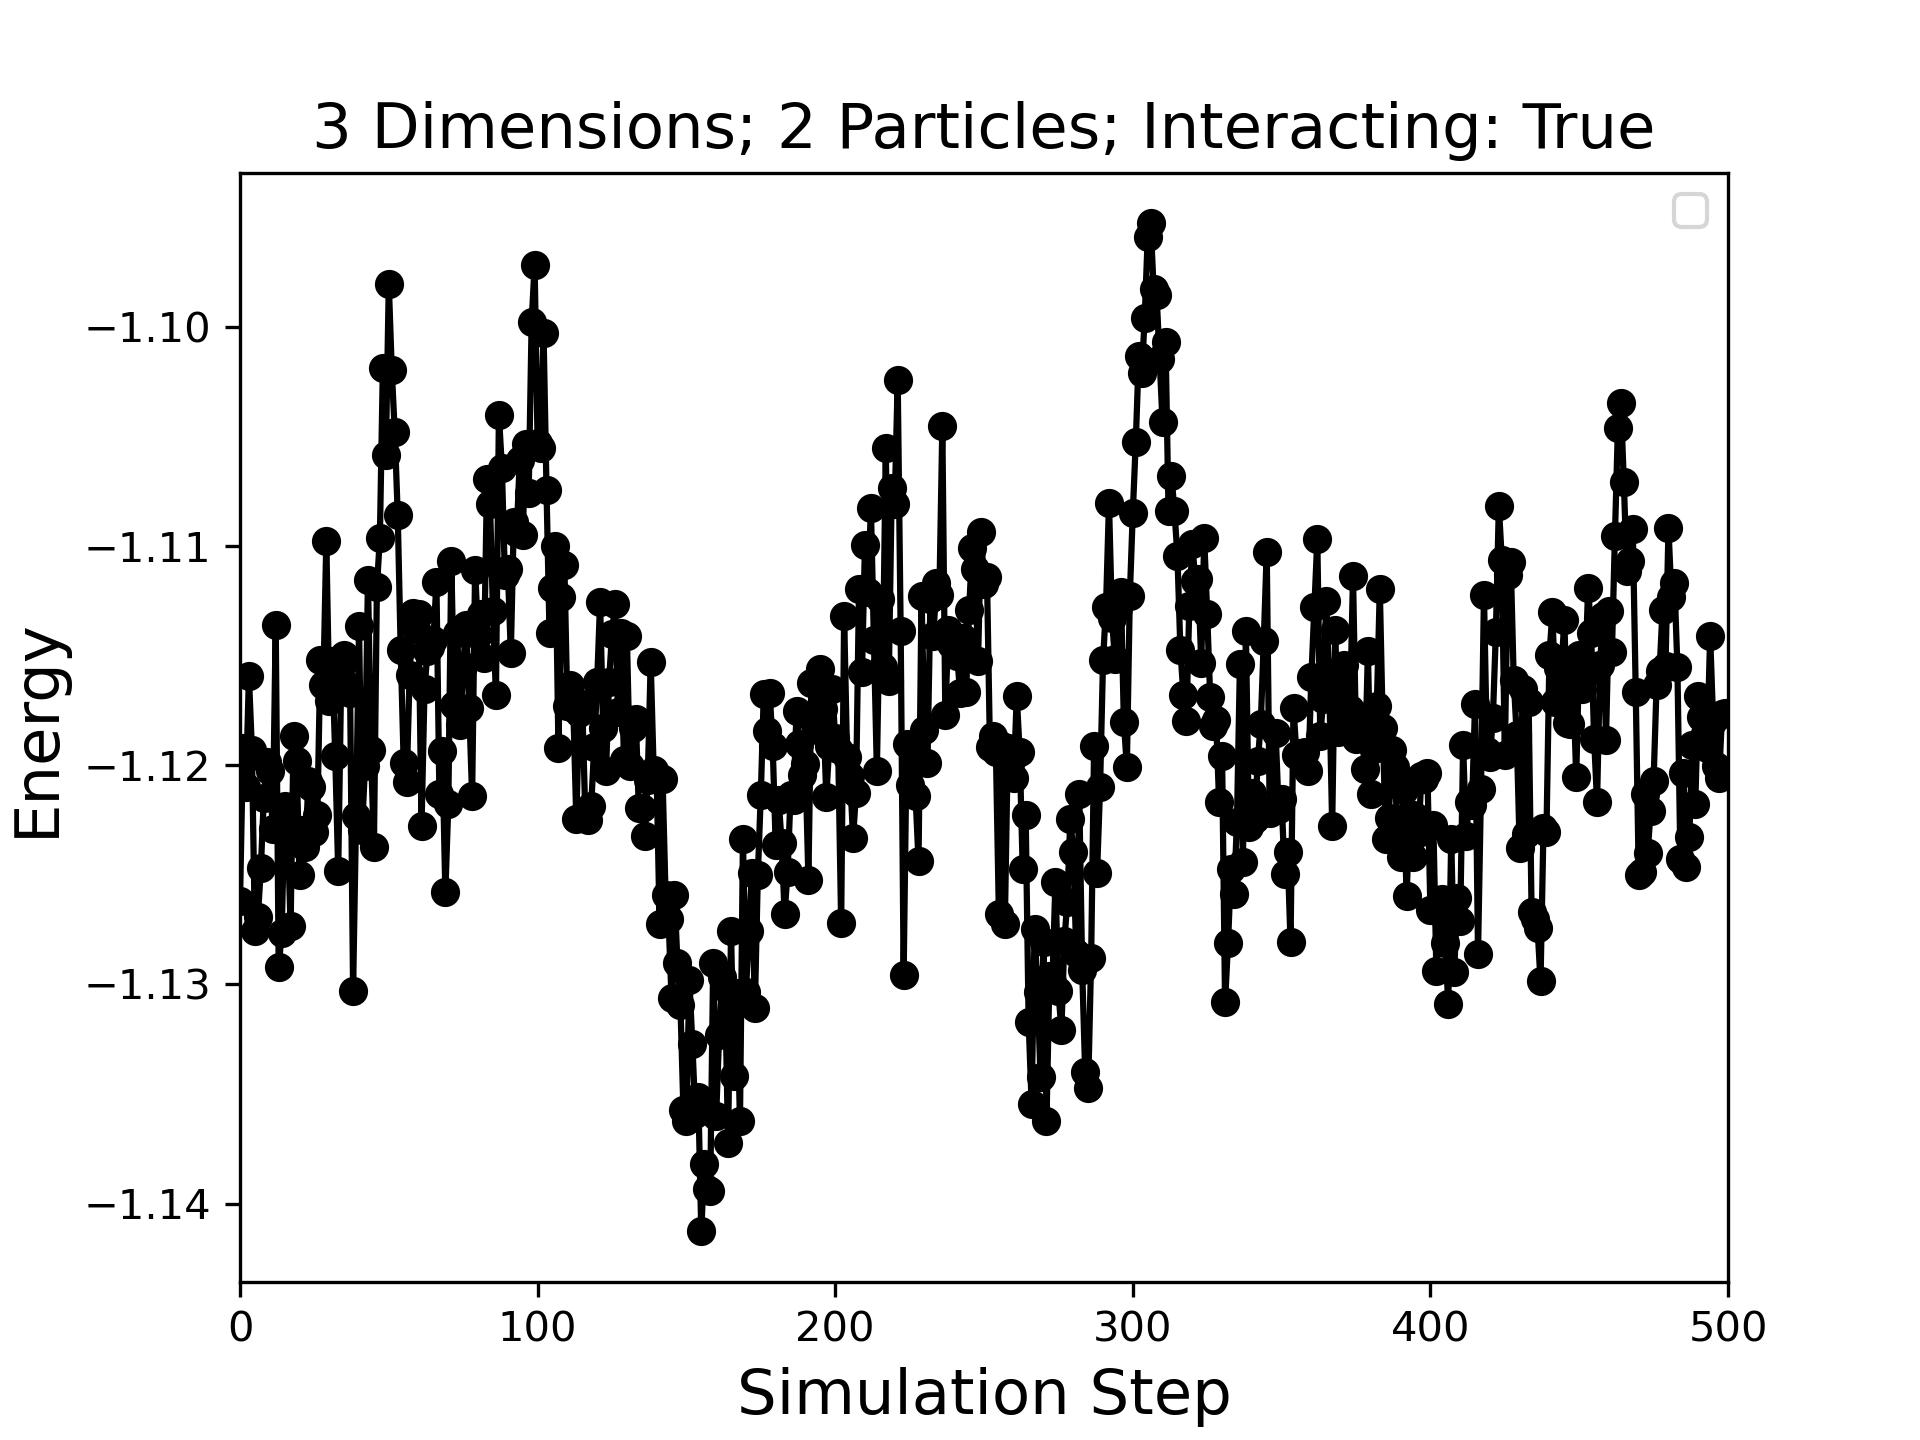 3 Dimensions; 2 Particles; Interacting: True
Energy
−1.10
−1.11
−1.12
−1.13
−1.14
0 100 200 300 400 500
Simulation Step